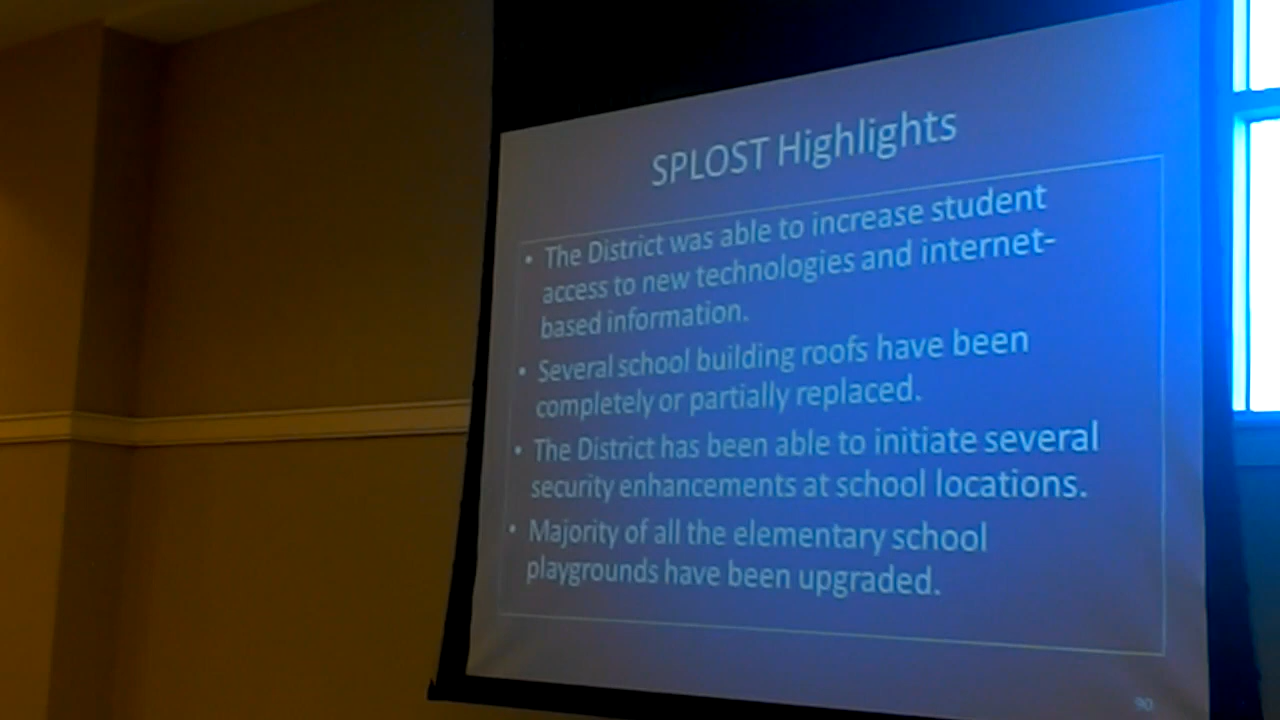 SPLOST Highlights
• The District was able to increase student
access to new technologies and internet-
based information.
• Several school building roofs have been
completely or partially replaced.
• The District has been able to initiate several
security enhancements at school locations.
• Majority of all the elementary school
playgrounds have been upgraded.
90